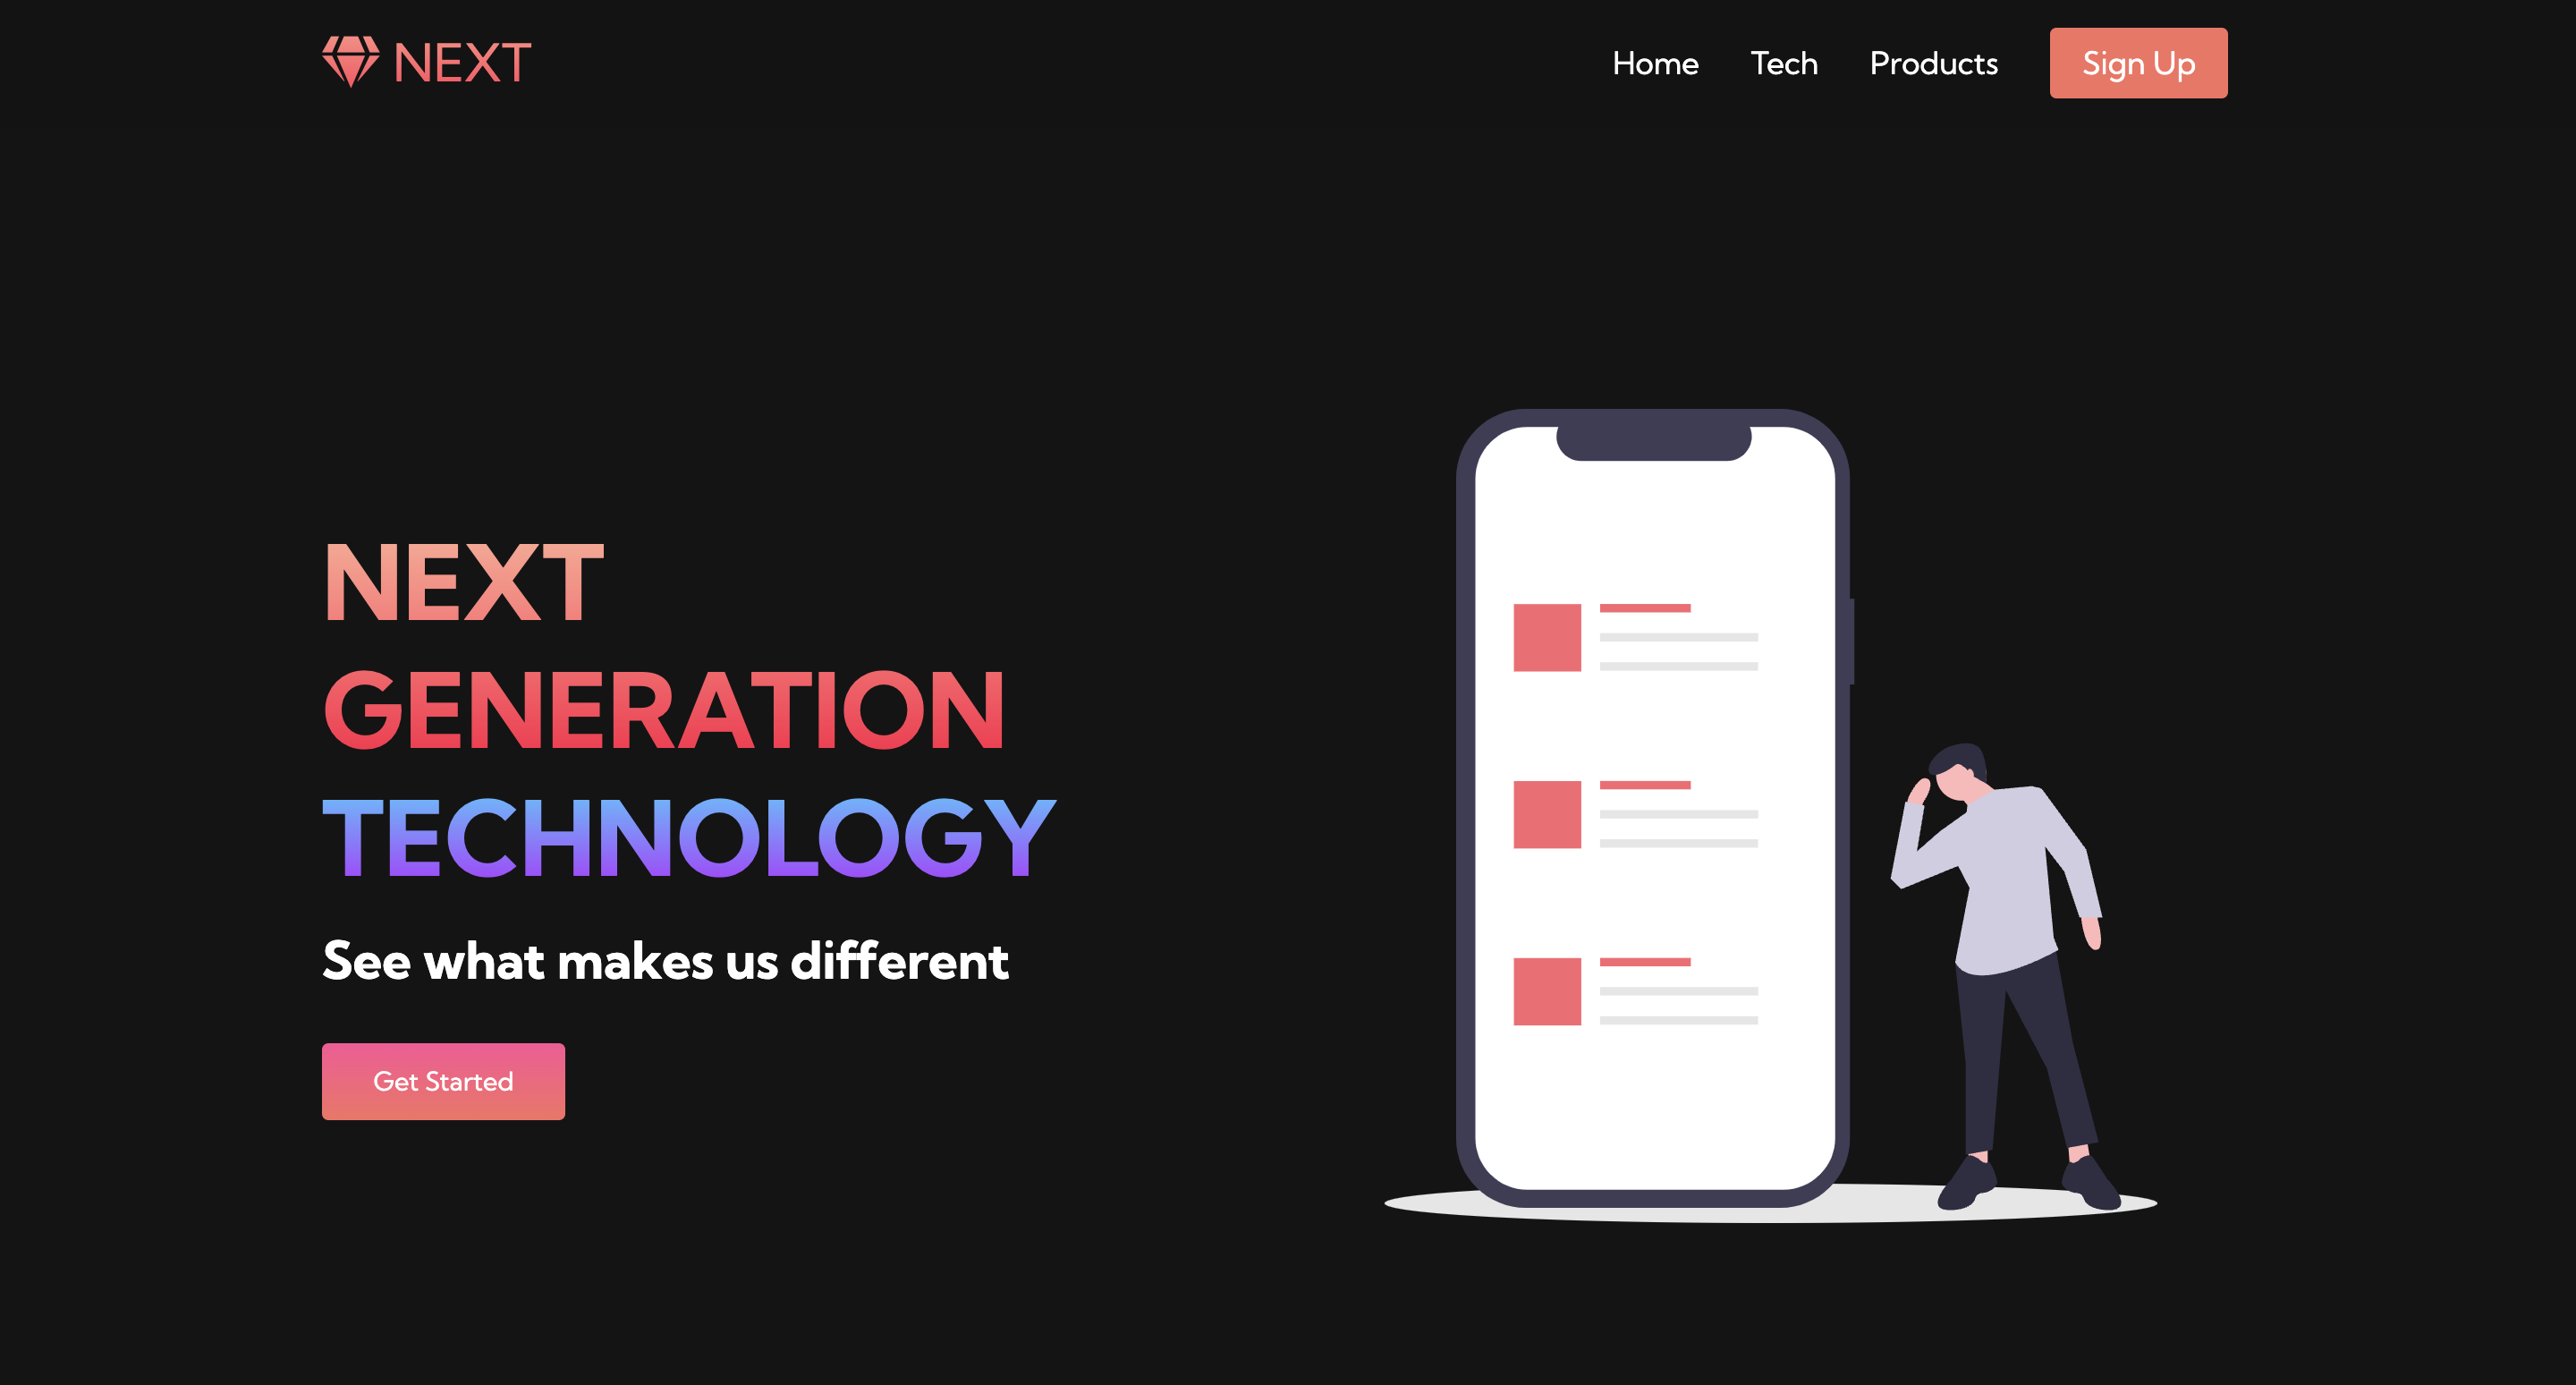 NEXT
Home Tech Products Sign Up
NEXT
GENERATION
TECHNOLOGY
See what makes us different
Get Started